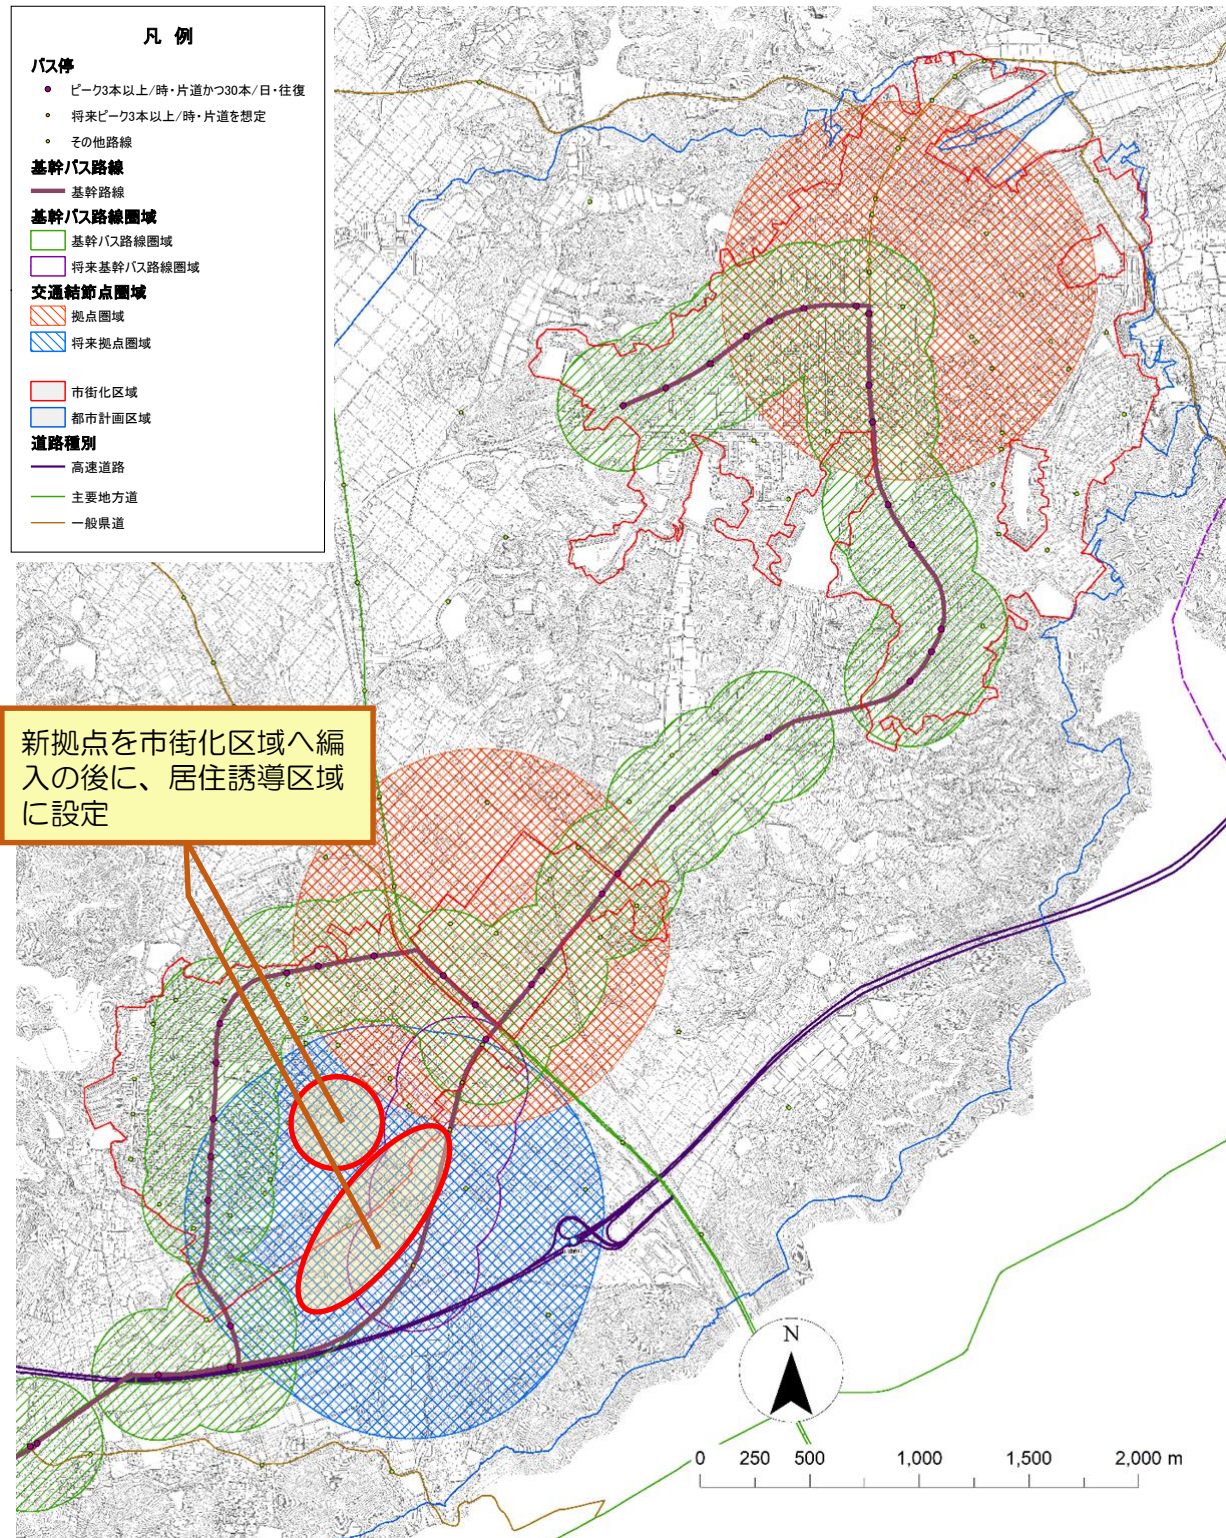 凡 例
バス停
ピーク3本以上/時・片道かつ30本/日・往復
将来ピーク3本以上/時・片道を想定
その他路線
基幹バス路線
基幹路線
基幹バス路線圏域
基幹バス路線圏域
将来基幹バス路線圏域
交通結節点圏域
拠点圏域
将来拠点圏域
市街化区域
都市計画区域
道路種別
高速道路
主要地方道
一般県道
新拠点を市街化区域へ編
入の後に、居住誘導区域
に設定
N
0 250 500 1,000 1,500 2,000 m